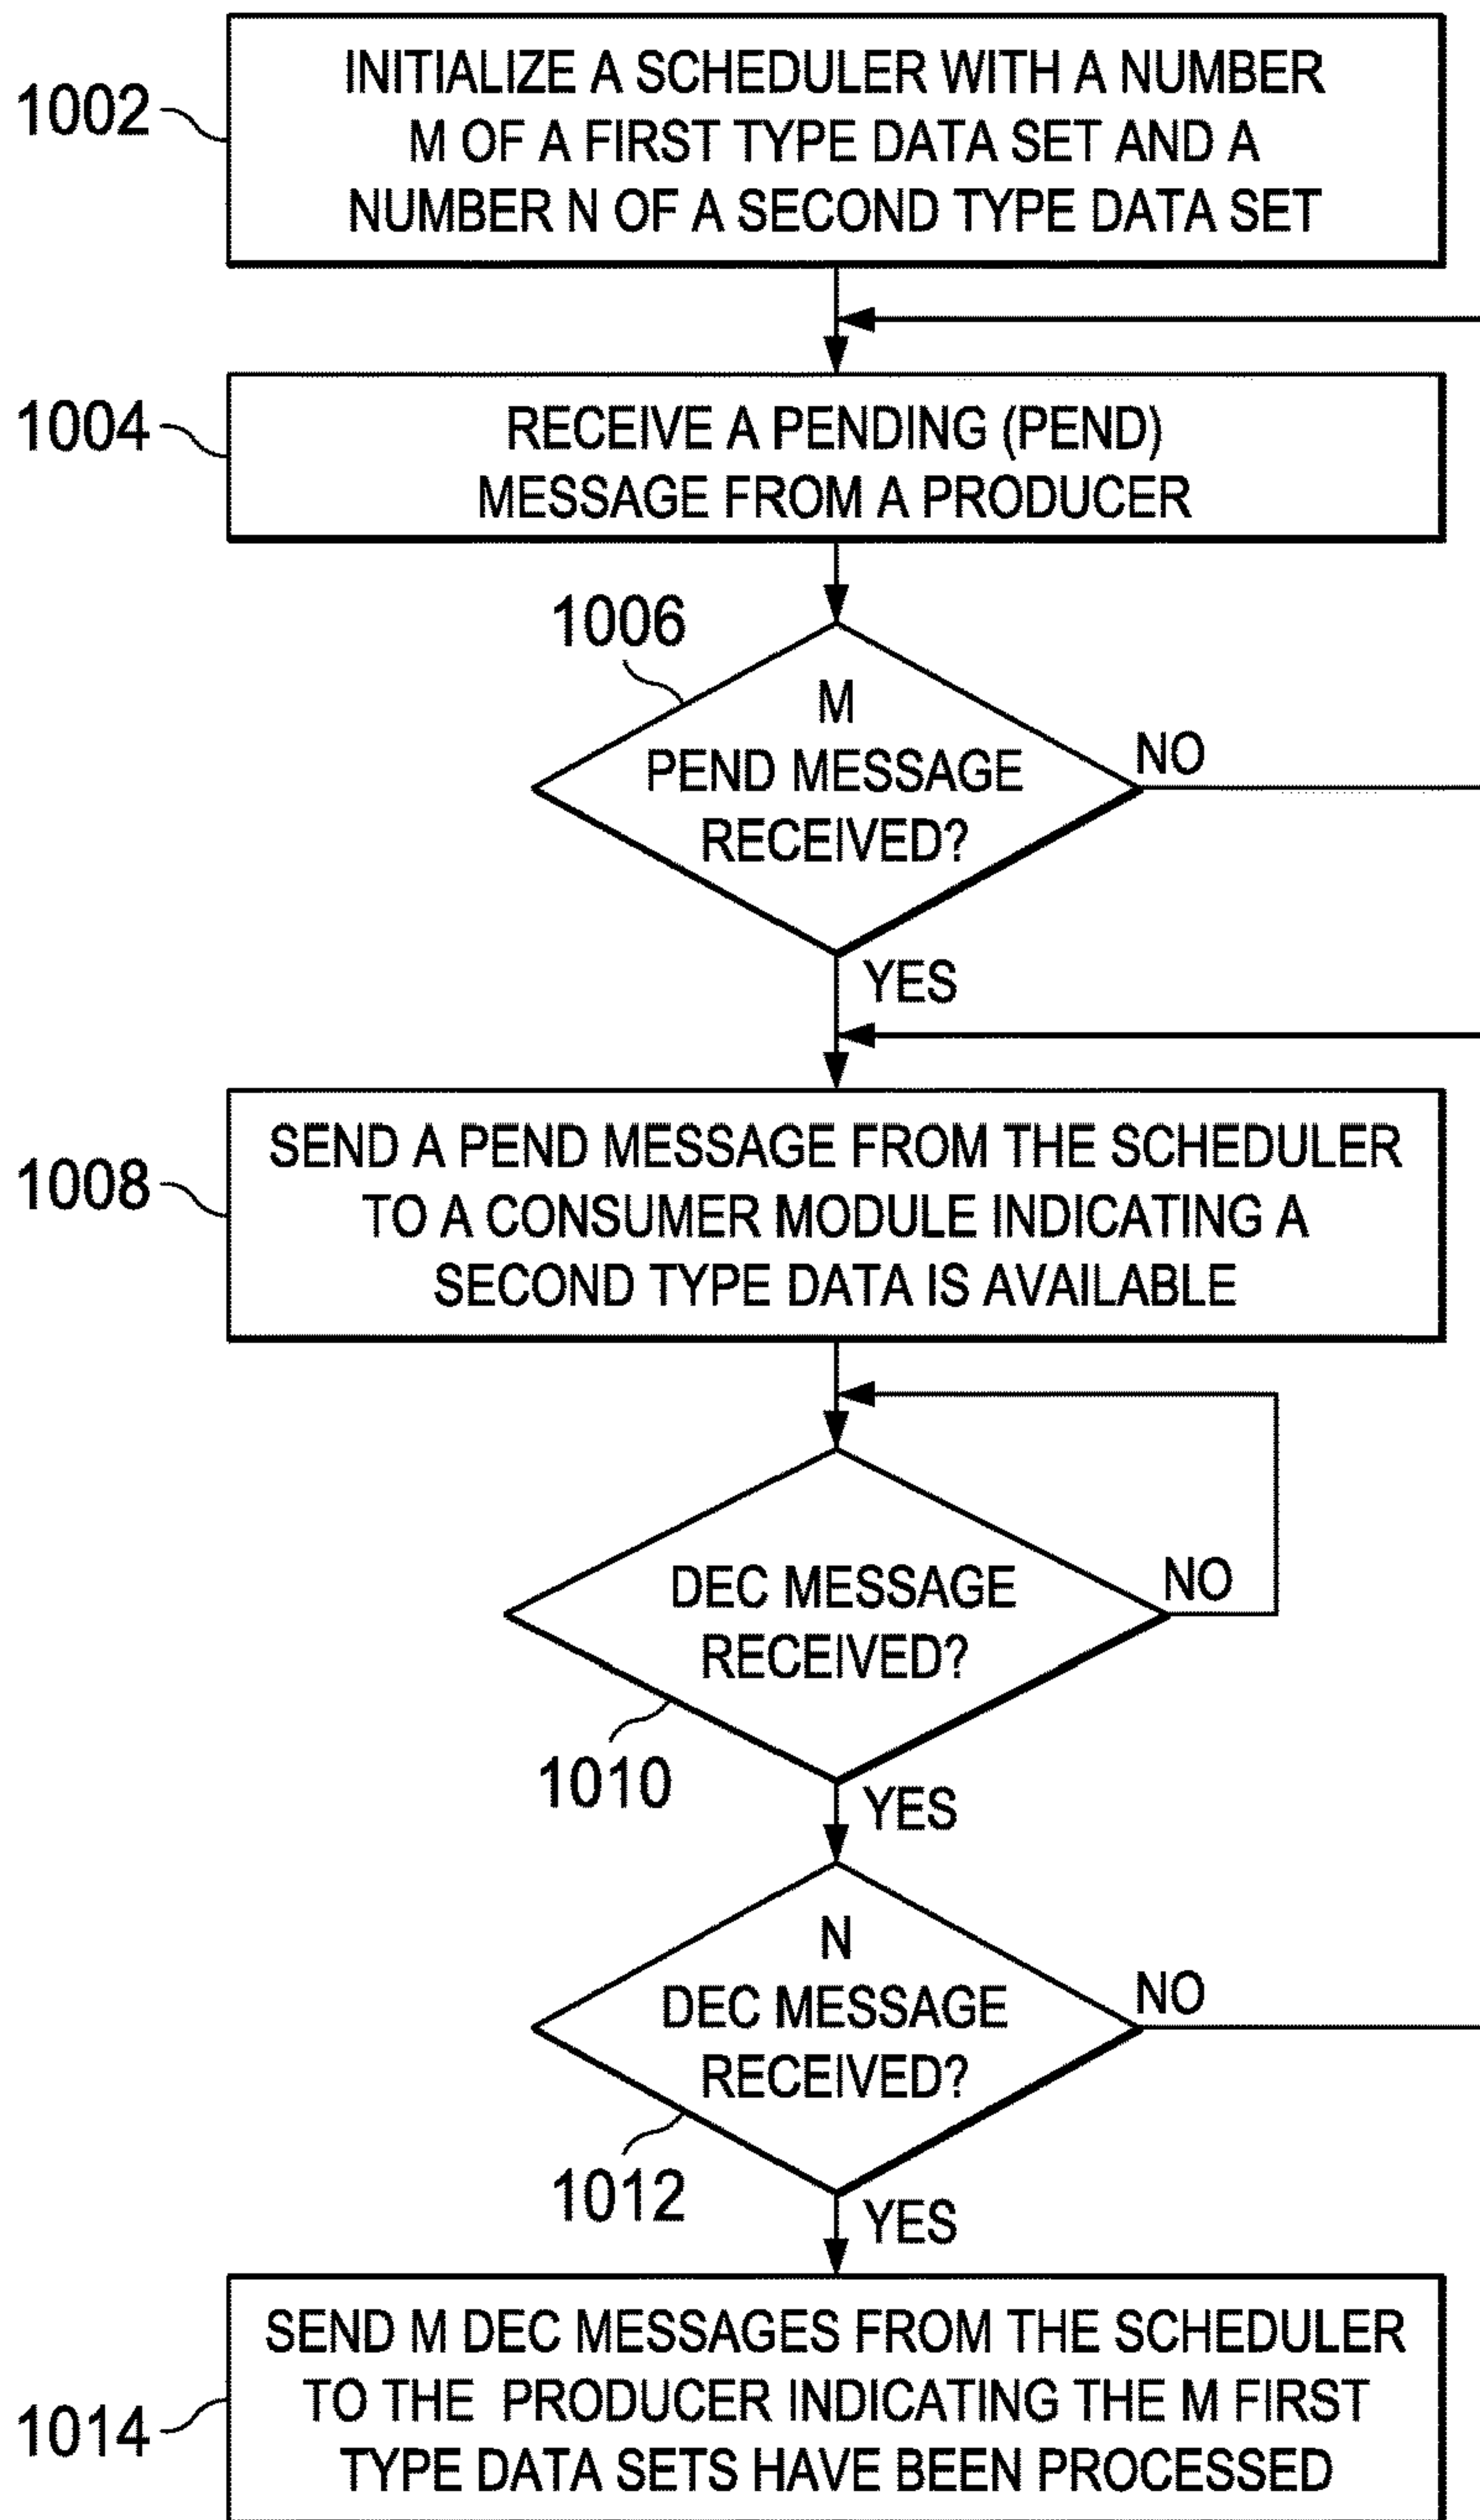 1002
INITIALIZE A SCHEDULER WITH A NUMBER
M OF A FIRST TYPE DATA SET AND A
NUMBER N OF A SECOND TYPE DATA SET
1004
RECEIVE A PENDING (PEND)
MESSAGE FROM A PRODUCER
1006
M
PEND MESSAGE
RECEIVED?
NO
YES
1008
SEND A PEND MESSAGE FROM THE SCHEDULER
TO A CONSUMER MODULE INDICATING A
SECOND TYPE DATA IS AVAILABLE
DEC MESSAGE
RECEIVED?
NO
1010
YES
N
DEC MESSAGE
RECEIVED?
NO
1012
YES
1014
SEND M DEC MESSAGES FROM THE SCHEDULER
TO THE PRODUCER INDICATING THE M FIRST
TYPE DATA SETS HAVE BEEN PROCESSED